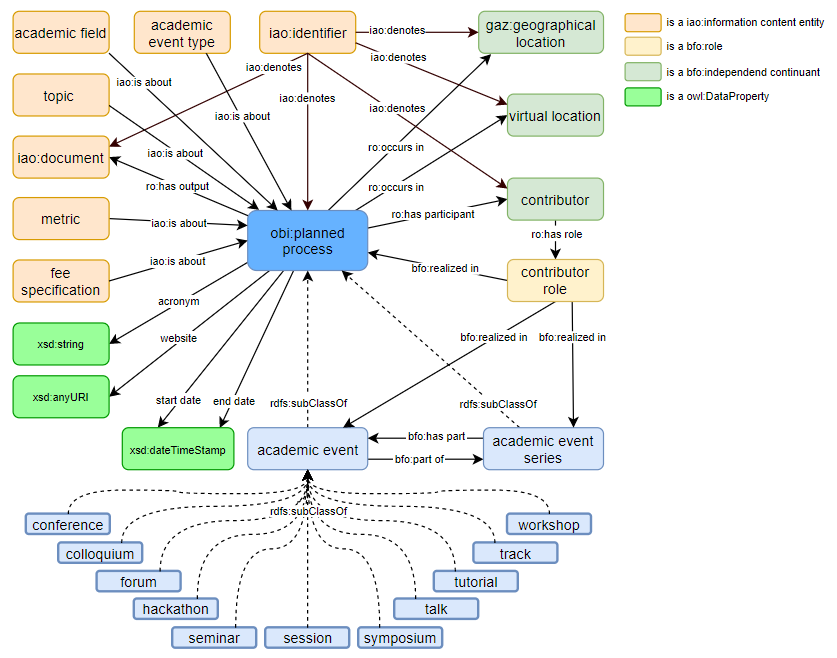 academic field
academic
event type
iao:identifier
gaz:geographical
location
is a iao:information content entity
is a bfo:role
is a bfo:independend continuant
is a owl:DataProperty
iao:denotes
iao:denotes
iao:denotes
iao:denotes
iao:denotes
iao:is about
iao:is about
topic
virtual location
iao:document
iao:is about
ro:occurs in
ro:has output
ro:occurs in
contributor
metric
iao:is about
ro:has participant
obi:planned
process
ro:has role
fee
specification
iao:is about
bfo:realized in
contributor
role
acronym
xsd:string
website
bfo:realized in
bfo:realized in
xsd:anyURI
start date
end date
rdfs:subClassOf
rdfs:subClassOf
xsd:dateTimeStamp
academic event
bfo:has part
bfo:part of
academic event
series
rdfs:subClassOf
conference
workshop
colloquium
track
forum
tutorial
hackathon
talk
seminar
session
symposium